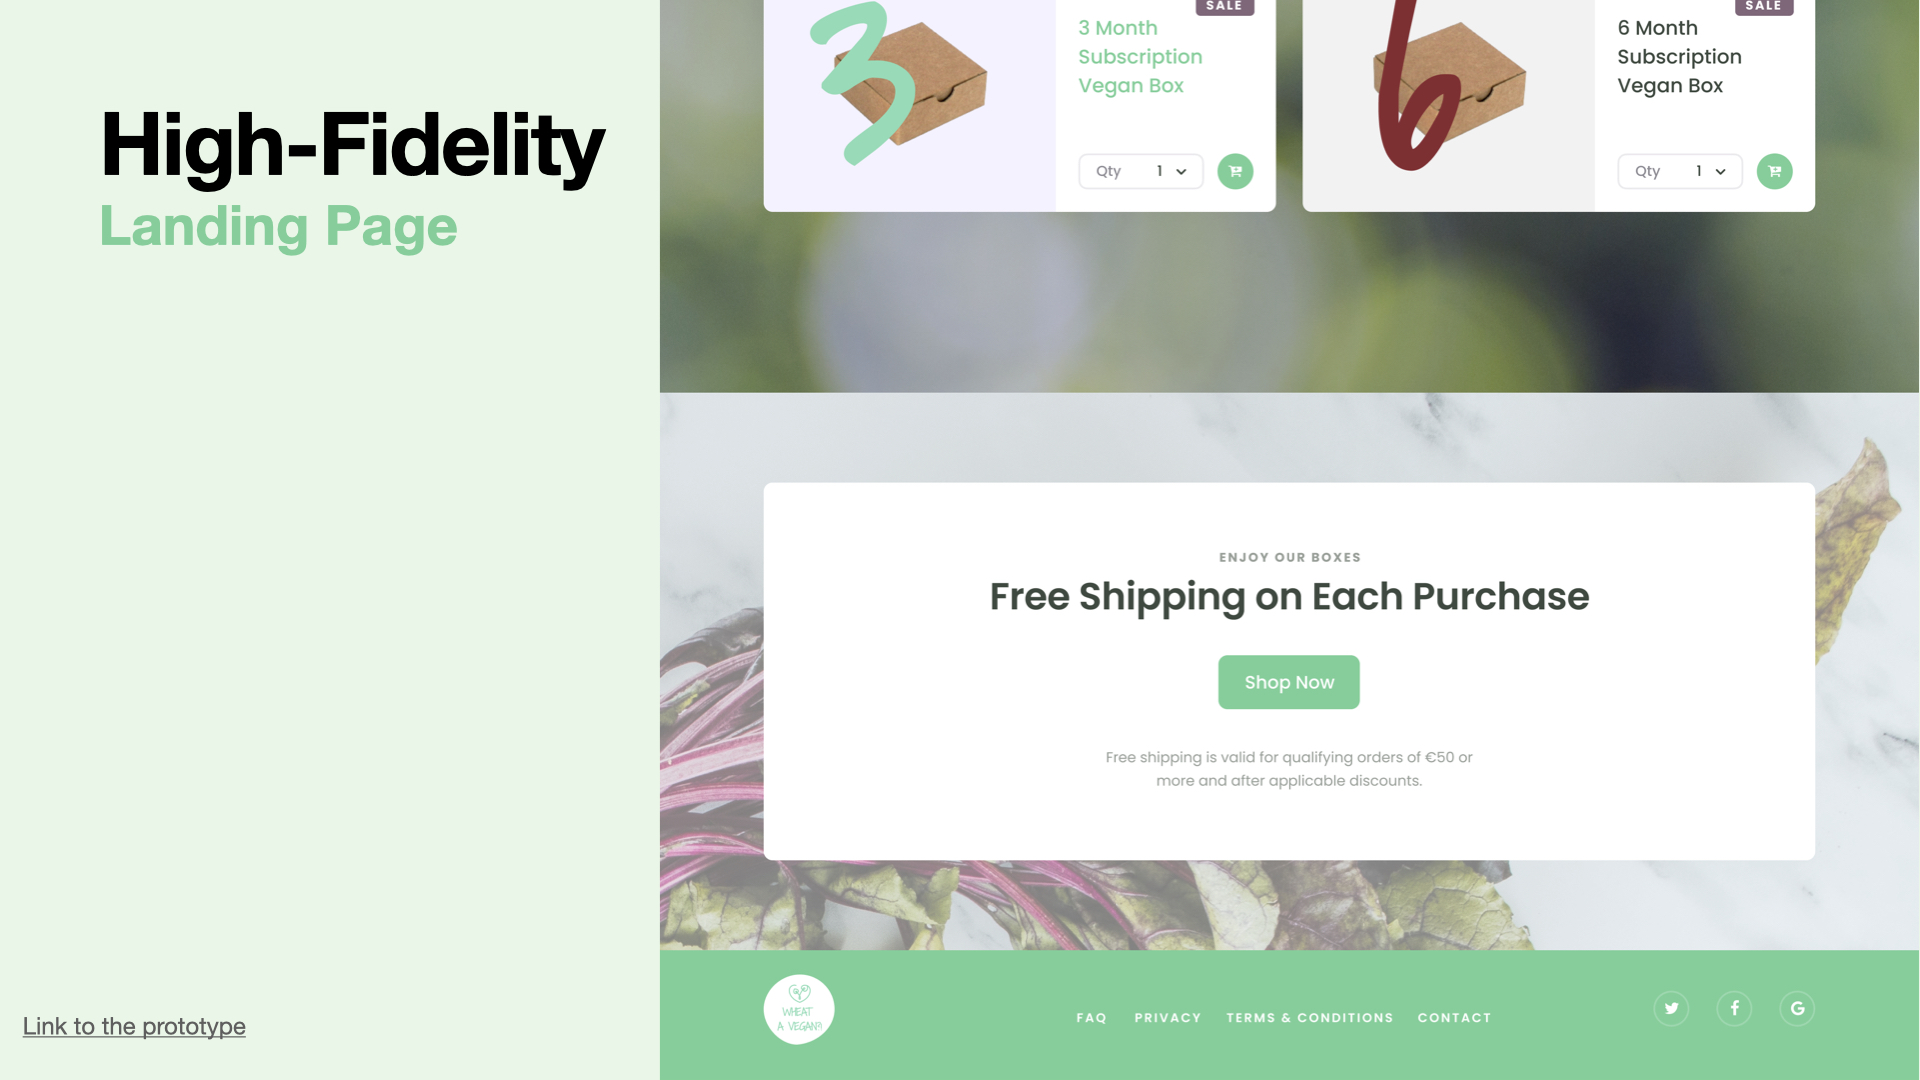 High-Fidelity
Landing Page
Link to the prototype
SALE
3
3 Month
Subscription
Vegan Box
Qty 1
SALE
6
6 Month
Subscription
Vegan Box
Qty 1
ENJOY OUR BOXES
Free Shipping on Each Purchase
Shop Now
Free shipping is valid for qualifying orders of €50 or
more and after applicable discounts.
WHEAT
A VEGAN?!
FAQ PRIVACY TERMS & CONDITIONS CONTACT
f G